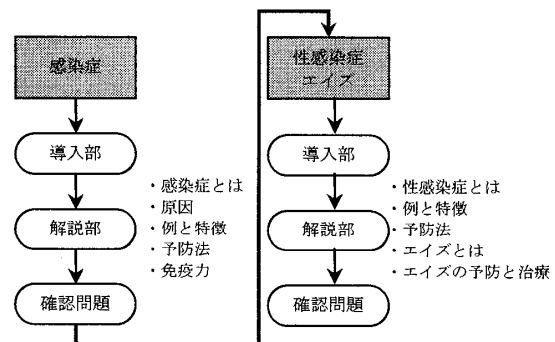 感染症
導入部
解説部
・感染症とは
・原因
・例と特徴
・予防法
・免疫力
確認問題
性感染症
エイズ
導入部
解説部
・性感染症とは
・例と特徴
・予防法
・エイズとは
・エイズの予防と治療
確認問題